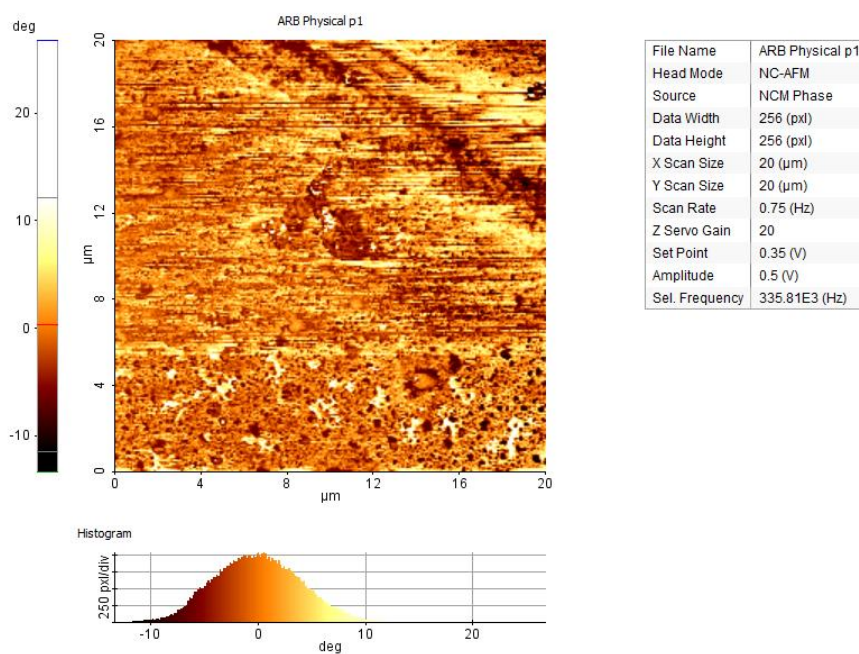 ARB Physical p1
deg
20
10
0
-10
20
16
12
8
4
0
µm
0 4 8 12 16 20
µm
File Name ARB Physical p1
Head Mode NC-AFM
Source NCM Phase
Data Width 256 (pxl)
Data Height 256 (pxl)
X Scan Size 20 (µm)
Y Scan Size 20 (µm)
Scan Rate 0.75 (Hz)
Z Servo Gain 20
Set Point 0.35 (V)
Amplitude 0.5 (V)
Sel. Frequency 335.81E3 (Hz)
Histogram
250 pxl/div
-10 0 10 20
deg